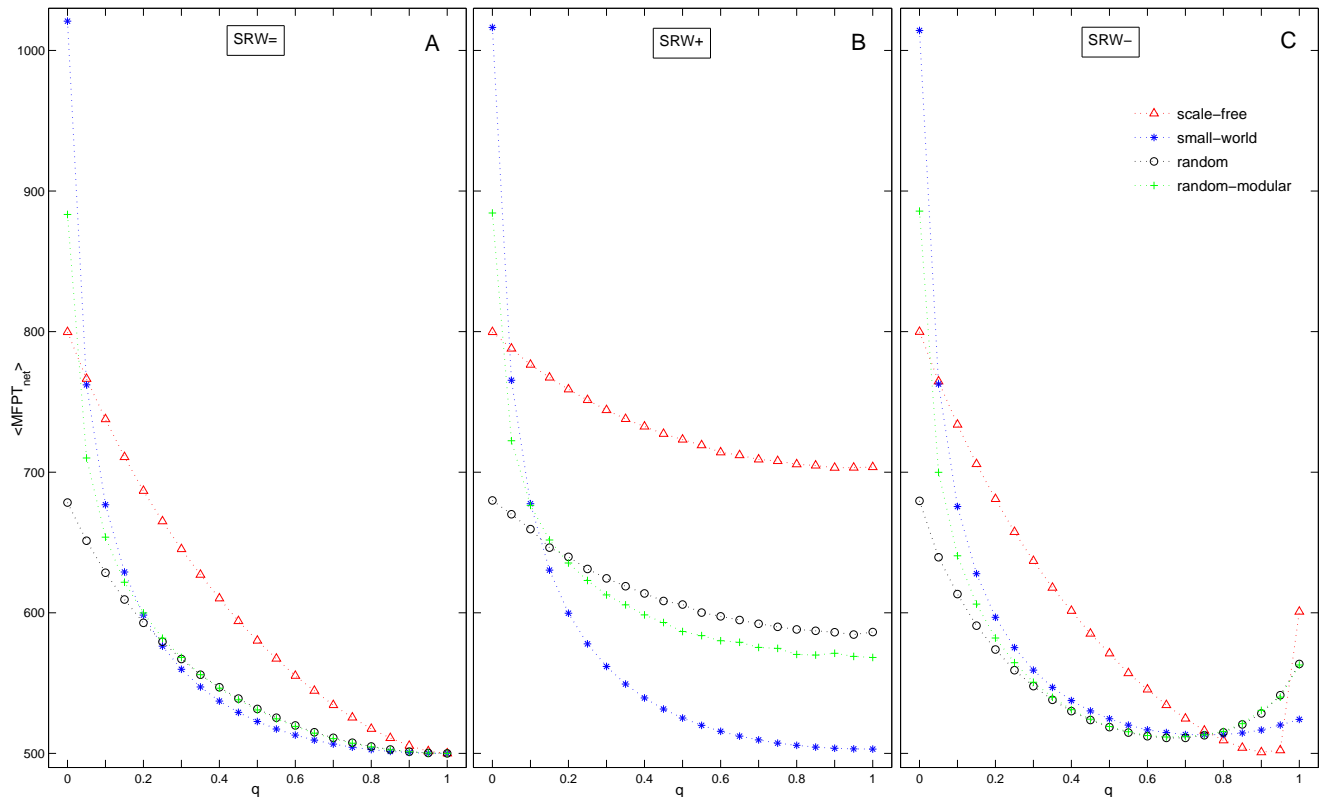 SRW=
A
SRW+
B
SRW−
C
scale−free
small−world
random
random−modular
<MFPT_net>
1000
900
800
700
600
500
0 0.2 0.4 0.6 0.8 1
0 0.2 0.4 0.6 0.8 1
0 0.2 0.4 0.6 0.8 1
q
q
q